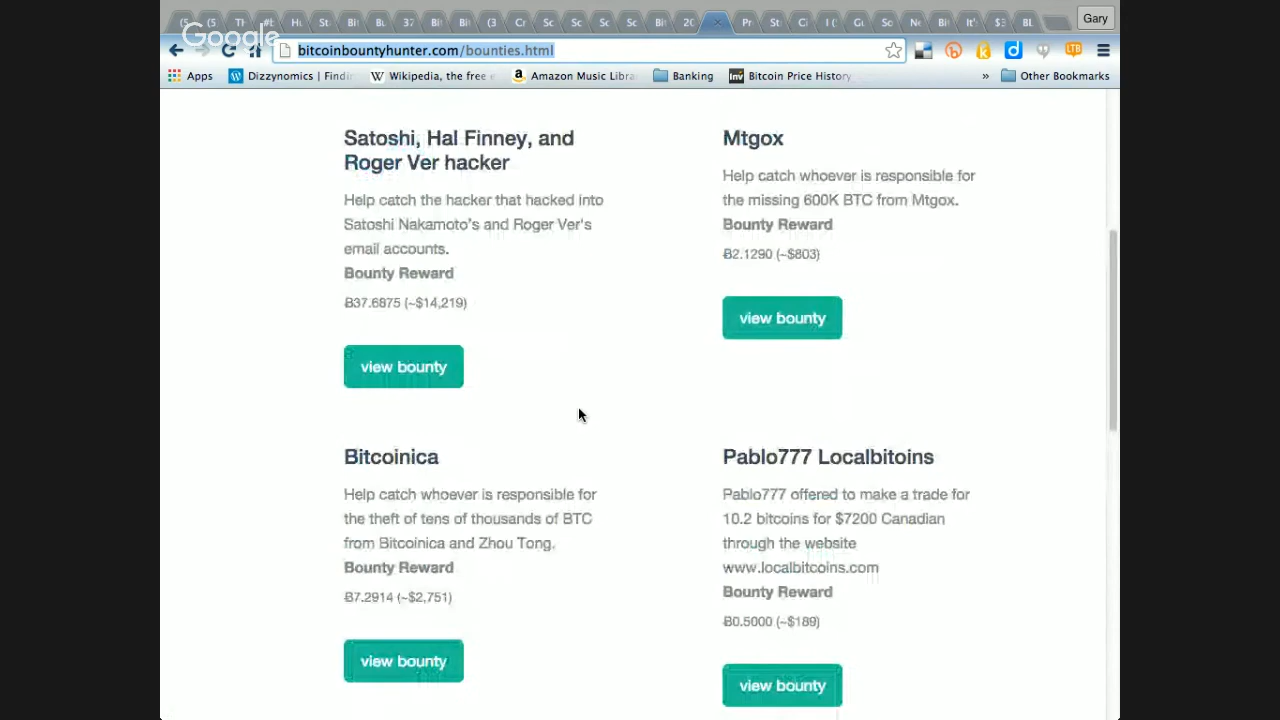 Google
Gary
bitcoinbountyhunter.com/bounties.html
Apps
Dizzynomics | Findi
Wikipedia, the free e
Amazon Music Libra
Banking
Bitcoin Price History
»
Other Bookmarks
Satoshi, Hal Finney, and
Roger Ver hacker
Help catch the hacker that hacked into
Satoshi Nakamoto's and Roger Ver's
email accounts.
Bounty Reward
Ƀ37.6875 (~$14,219)
view bounty
Mtgox
Help catch whoever is responsible for
the missing 600K BTC from Mtgox.
Bounty Reward
Ƀ2.1290 (~$803)
view bounty
Bitcoinica
Help catch whoever is responsible for
the theft of tens of thousands of BTC
from Bitcoinica and Zhou Tong.
Bounty Reward
Ƀ7.2914 (~$2,751)
view bounty
Pablo777 Localbitoins
Pablo777 offered to make a trade for
10.2 bitcoins for $7200 Canadian
through the website
www.localbitcoins.com
Bounty Reward
Ƀ0.5000 (~$189)
view bounty